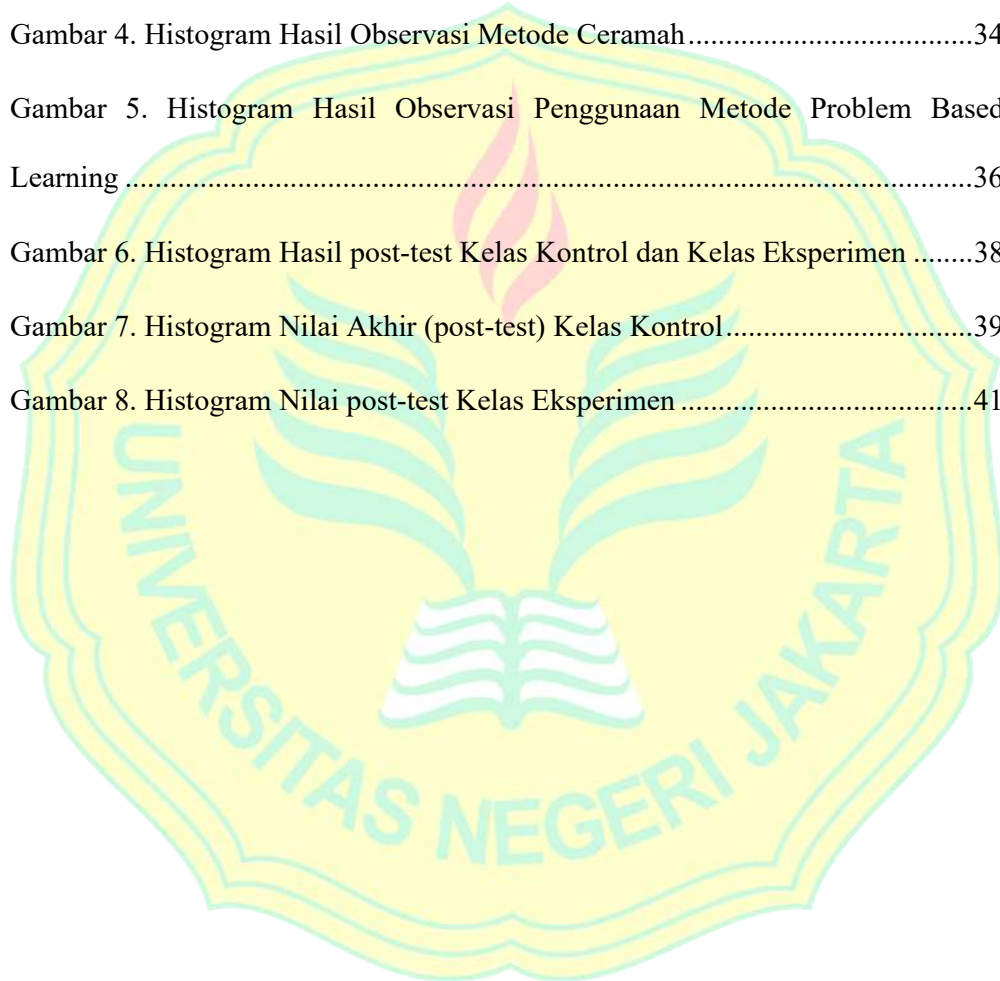 Gambar 4. Histogram Hasil Observasi Metode Ceramah....................................34
Gambar 5. Histogram Hasil Observasi Penggunaan Metode Problem Based
Learning ..............................................................................................................36
Gambar 6. Histogram Hasil post-test Kelas Kontrol dan Kelas Eksperimen ........38
Gambar 7. Histogram Nilai Akhir (post-test) Kelas Kontrol................................39
Gambar 8. Histogram Nilai post-test Kelas Eksperimen .....................................41
UNIVERSITAS NEGERI JAKARTA